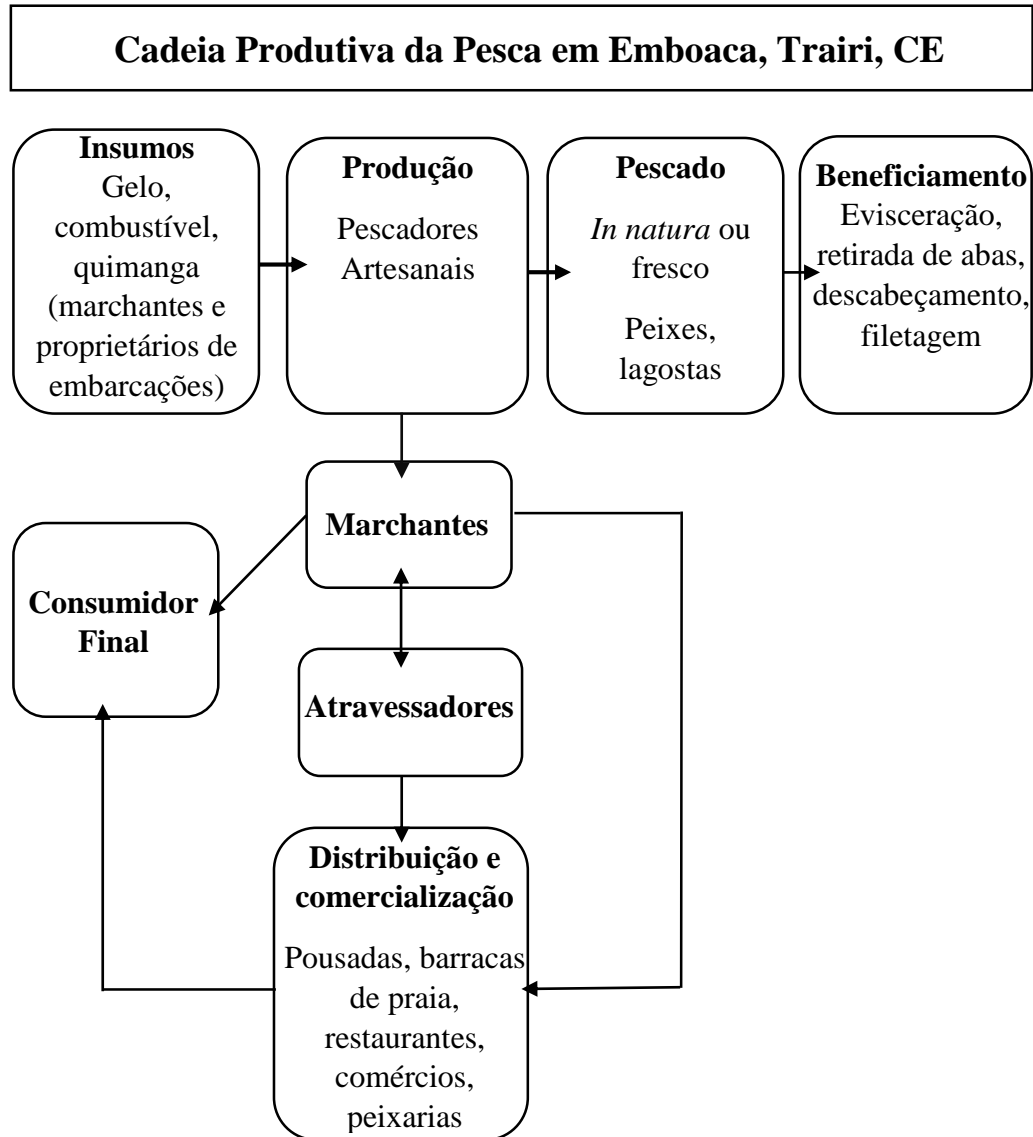 Cadeia Produtiva da Pesca em Emboaca, Trairi, CE
Insumos
Gelo,
combustível,
quimanga
(marchantes e
proprietários de
embarcações)
Produção
Pescadores
Artesanais
Pescado
In natura ou
fresco
Peixes,
lagostas
Beneficiamento
Evisceração,
retirada de abas,
descabeçamento,
filetagem
Marchantes
Consumidor
Final
Atravessadores
Distribuição e
comercialização
Pousadas, barracas
de praia,
restaurantes,
comércios,
peixarias